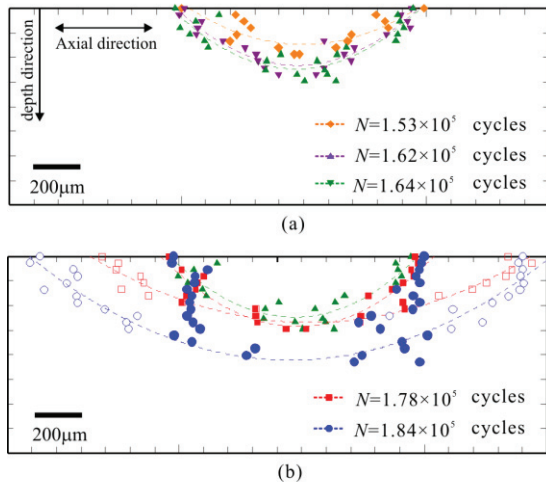 Axial direction
depth direction
N=1.53×10⁵ cycles
N=1.62×10⁵ cycles
N=1.64×10⁵ cycles
200μm
(a)
N=1.78×10⁵ cycles
N=1.84×10⁵ cycles
200μm
(b)